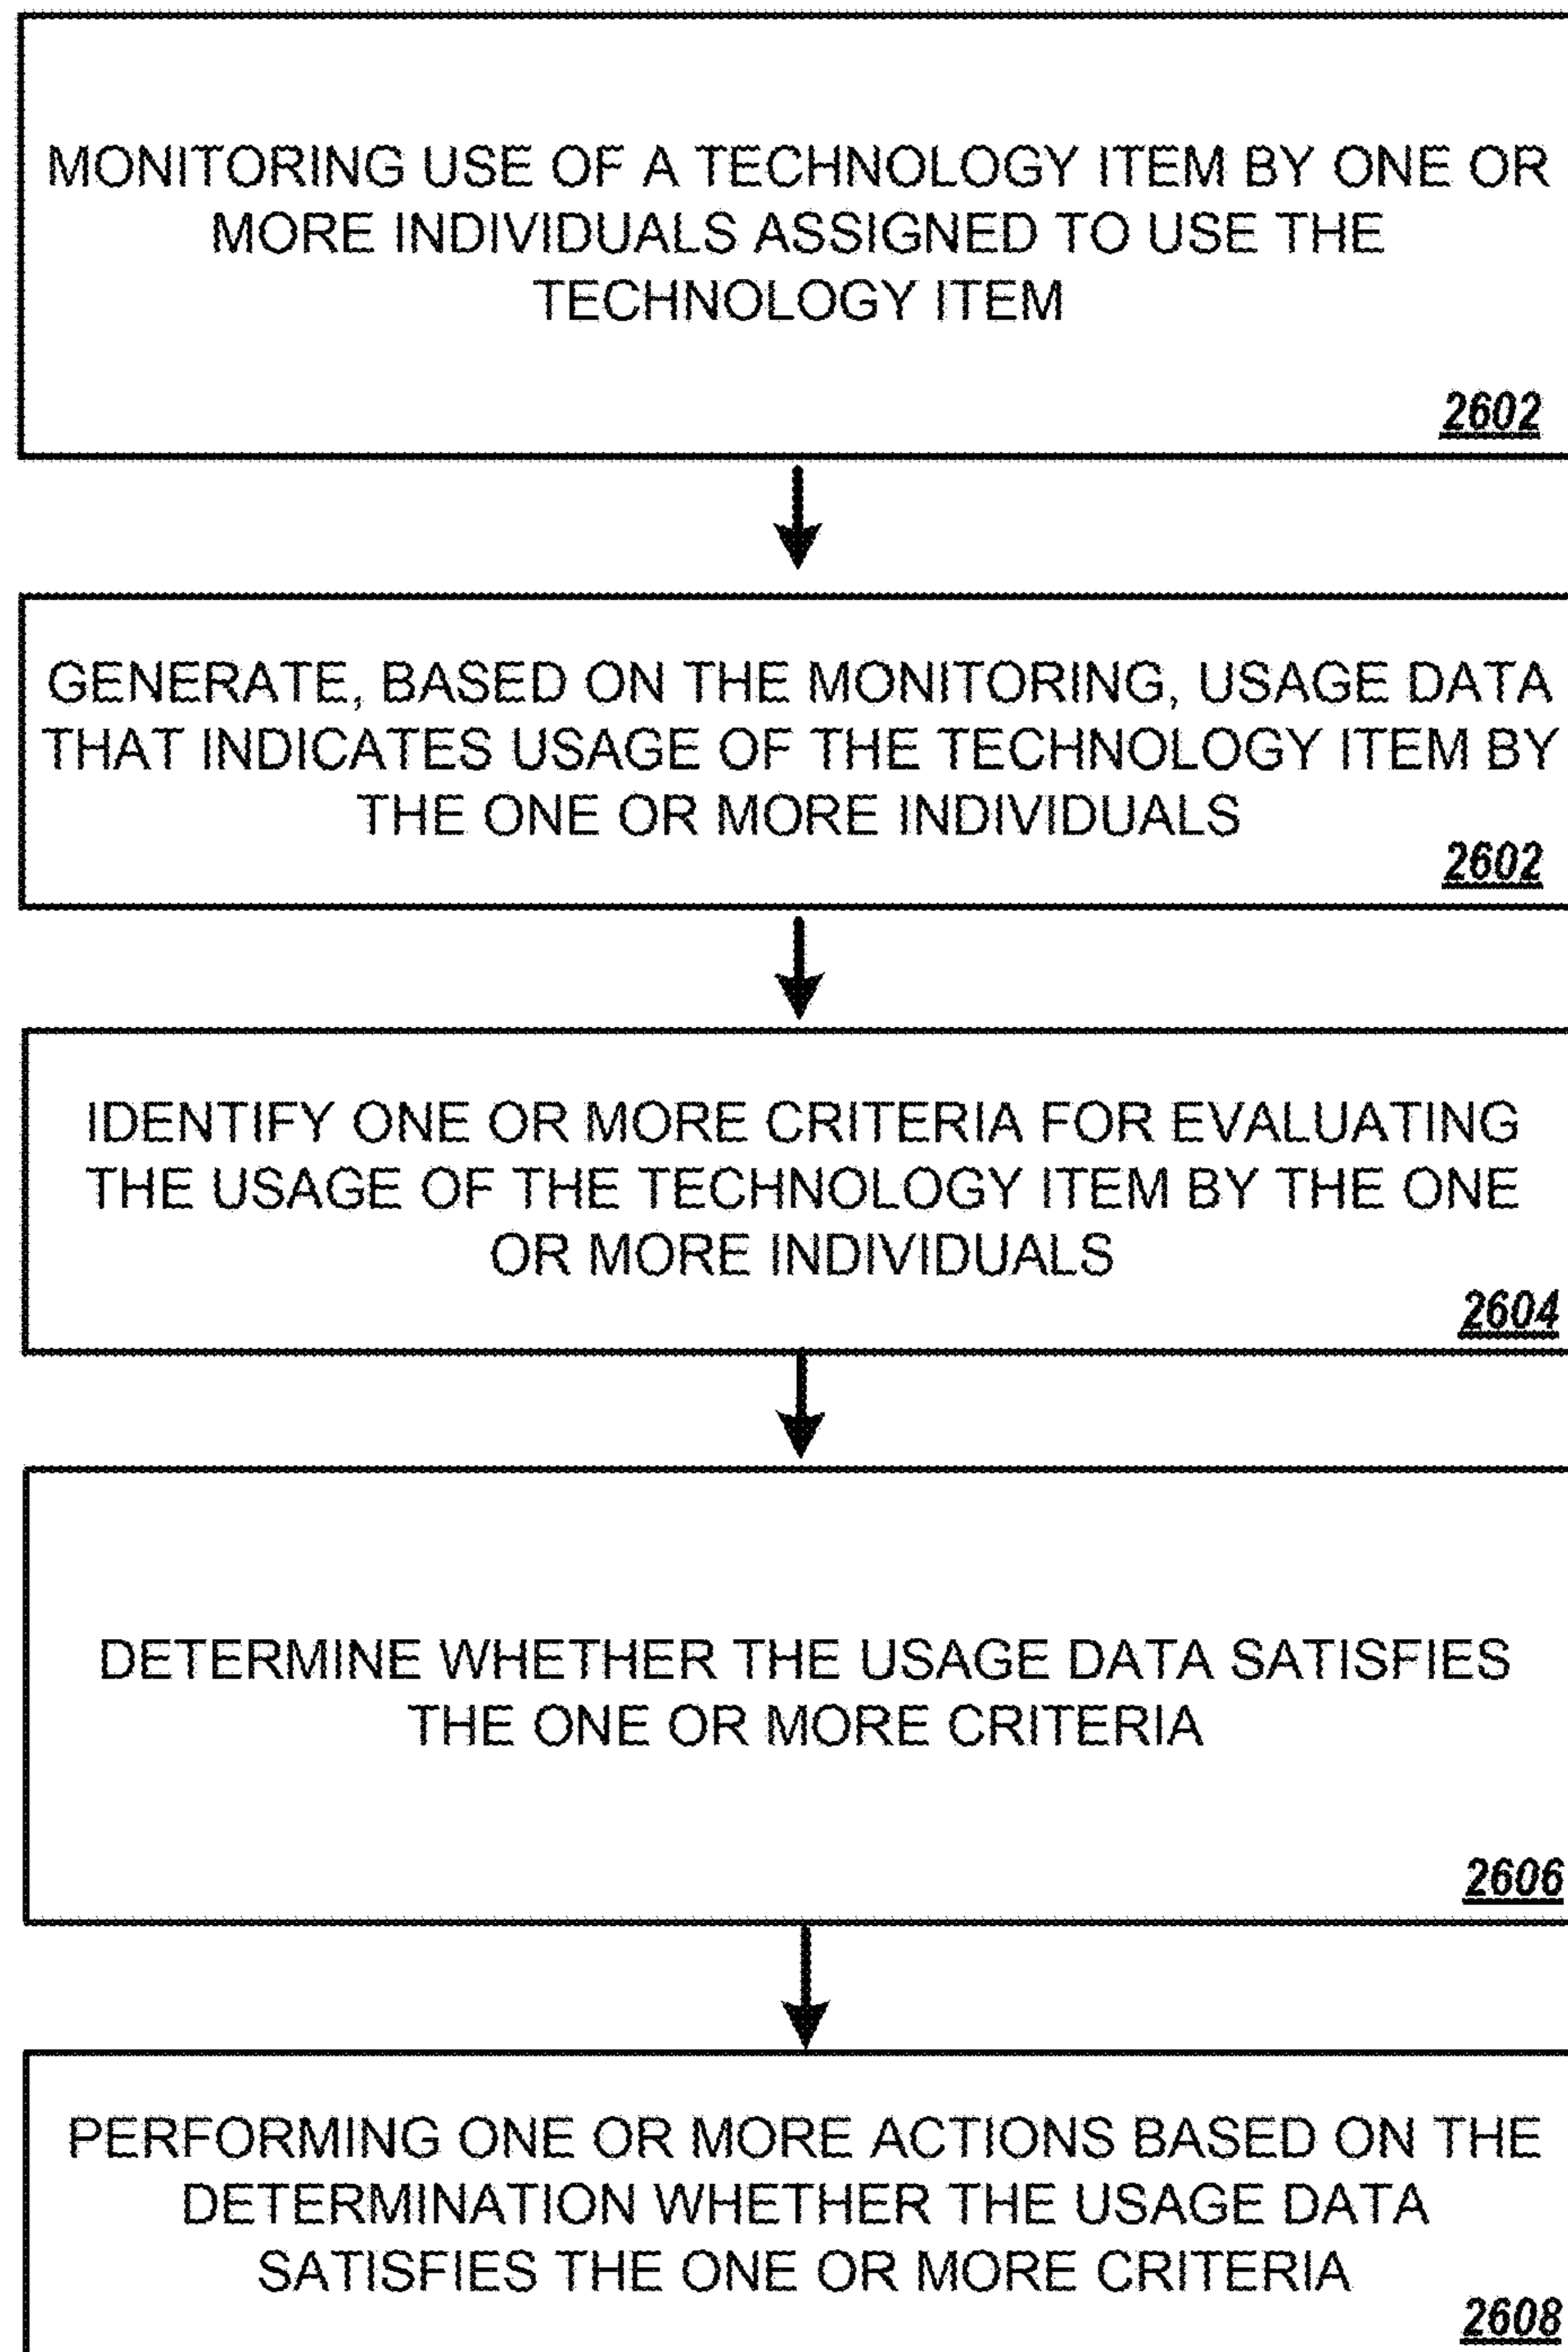 MONITORING USE OF A TECHNOLOGY ITEM BY ONE OR
MORE INDIVIDUALS ASSIGNED TO USE THE
TECHNOLOGY ITEM
2602
GENERATE, BASED ON THE MONITORING, USAGE DATA
THAT INDICATES USAGE OF THE TECHNOLOGY ITEM BY
THE ONE OR MORE INDIVIDUALS
2602
IDENTIFY ONE OR MORE CRITERIA FOR EVALUATING
THE USAGE OF THE TECHNOLOGY ITEM BY THE ONE
OR MORE INDIVIDUALS
2604
DETERMINE WHETHER THE USAGE DATA SATISFIES
THE ONE OR MORE CRITERIA
2606
PERFORMING ONE OR MORE ACTIONS BASED ON THE
DETERMINATION WHETHER THE USAGE DATA
SATISFIES THE ONE OR MORE CRITERIA
2608